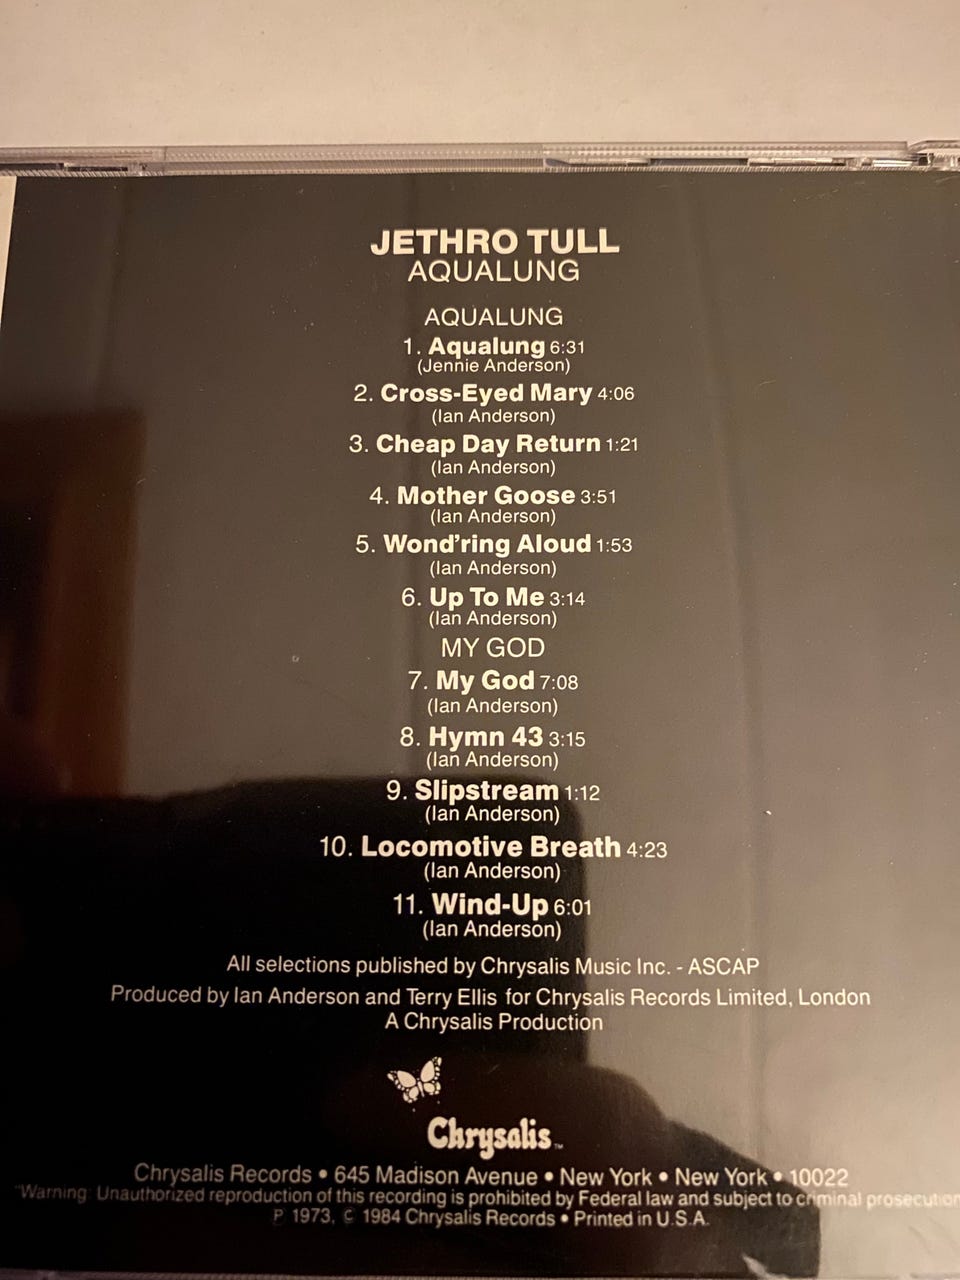 JETHRO TULL
AQUALUNG
AQUALUNG
1. Aqualung 6:31
(Jennie Anderson)
2. Cross-Eyed Mary 4:06
(Ian Anderson)
3. Cheap Day Return 1:21
(Ian Anderson)
4. Mother Goose 3:51
(Ian Anderson)
5. Wond'ring Aloud 1:53
(Ian Anderson)
6. Up To Me 3:14
(Ian Anderson)
MY GOD
7. My God 7:08
(Ian Anderson)
8. Hymn 43 3:15
(Ian Anderson)
9. Slipstream 1:12
(Ian Anderson)
10. Locomotive Breath 4:23
(Ian Anderson)
11. Wind-Up 6:01
(Ian Anderson)
All selections published by Chrysalis Music Inc. - ASCAP
Produced by Ian Anderson and Terry Ellis for Chrysalis Records Limited, London
A Chrysalis Production
Chrysalis™
Chrysalis Records • 645 Madison Avenue • New York • New York • 10022
"Warning: Unauthorized reproduction of this recording is prohibited by Federal law and subject to criminal prosecution
℗ 1973, © 1984 Chrysalis Records • Printed in U.S.A.